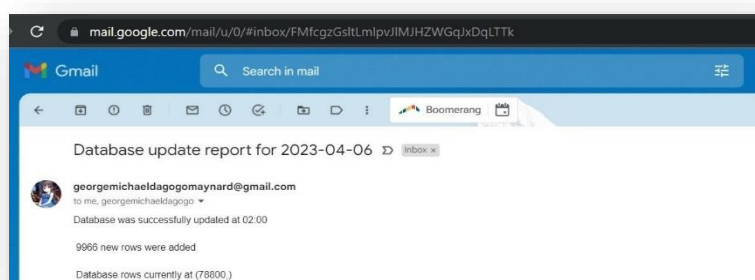 mail.google.com/mail/u/0/#inbox/FMfcgzGsltLmlpvJlMJHZWGqJxDqLTTk
Gmail
Search in mail
Boomerang
Database update report for 2023-04-06
Inbox x
georgemichaeldagogomaynard@gmail.com
to me, georgemichaeldagogo
Database was successfully updated at 02:00
9966 new rows were added
Database rows currently at (78800,)